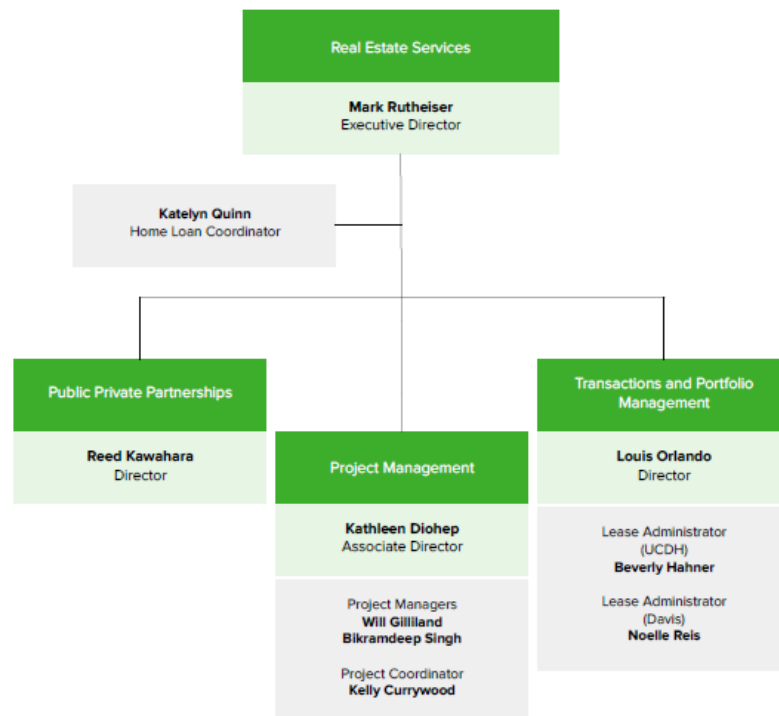 Real Estate Services
Mark Rutheiser
Executive Director
Katelyn Quinn
Home Loan Coordinator
Public Private Partnerships
Reed Kawahara
Director
Project Management
Kathleen Diohep
Associate Director
Project Managers
Will Gilliland
Bikramdeep Singh
Project Coordinator
Kelly Currywood
Transactions and Portfolio
Management
Louis Orlando
Director
Lease Administrator
(UCDH)
Beverly Hahner
Lease Administrator
(Davis)
Noelle Reis